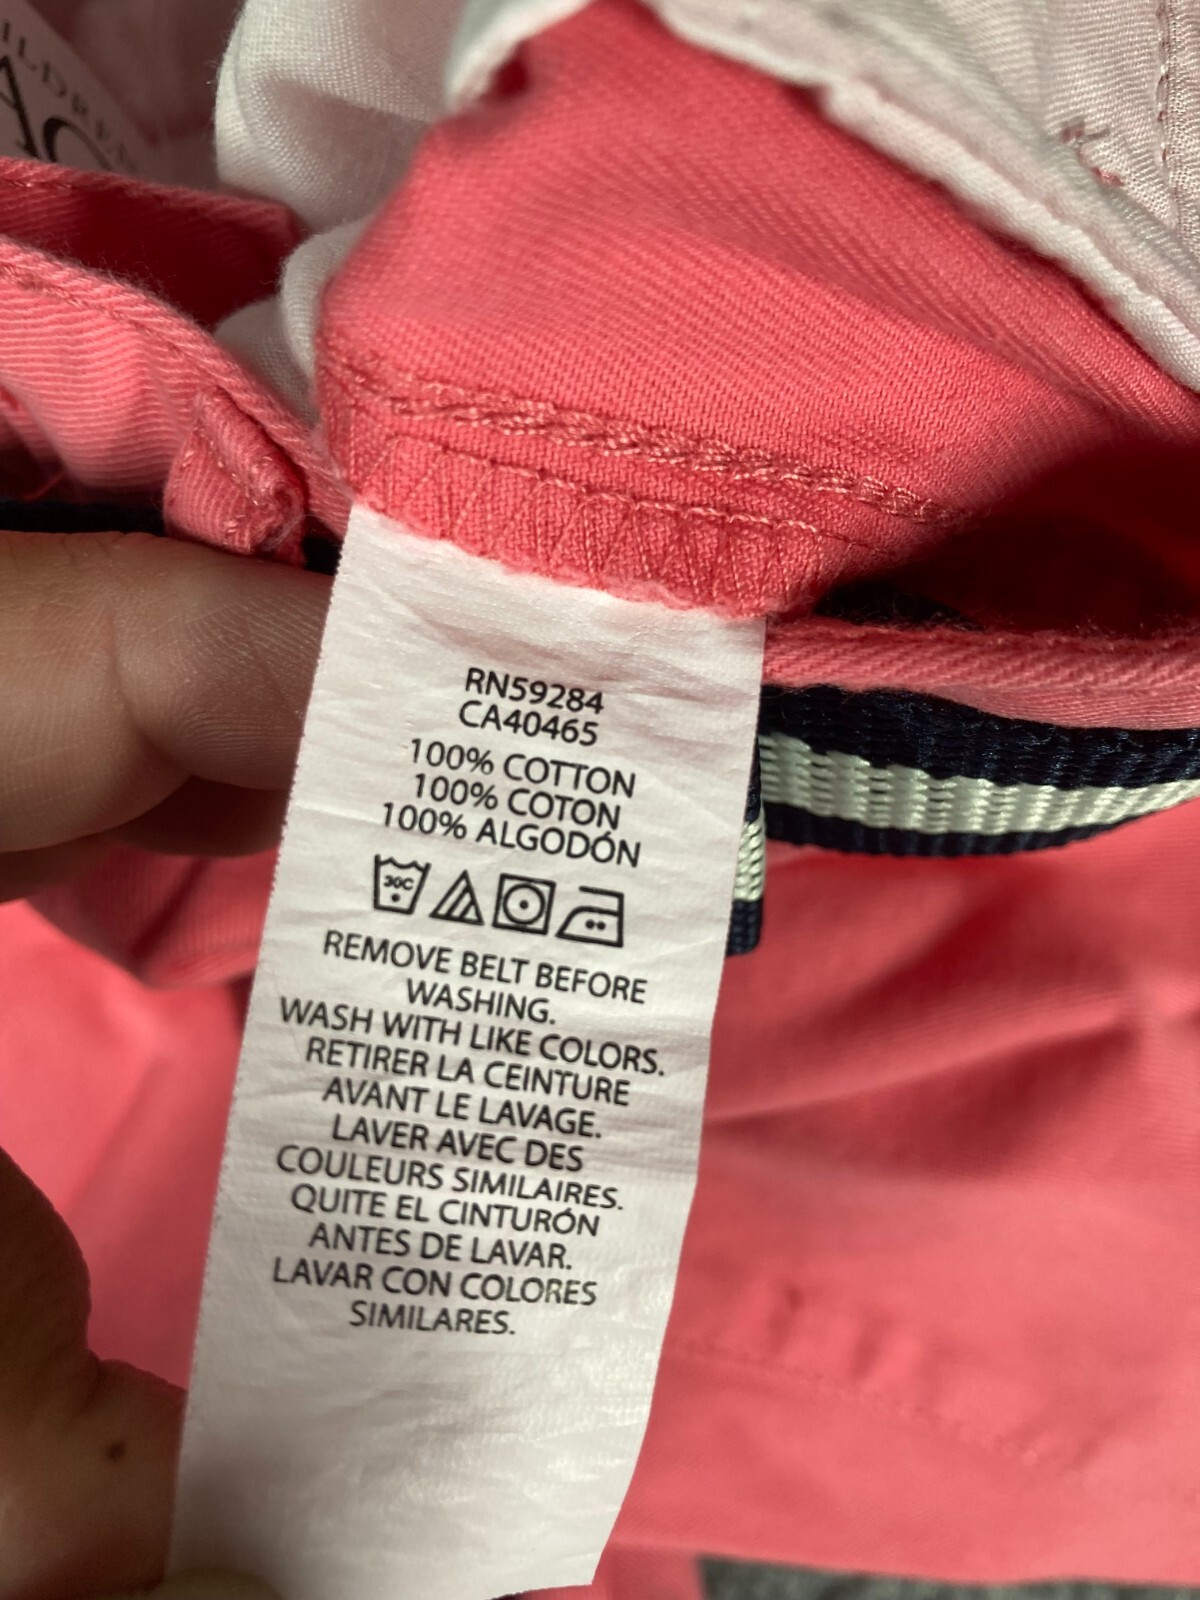 RN59284
CA40465
100% COTTON
100% COTON
100% ALGODÓN
30C
REMOVE BELT BEFORE
WASHING.
WASH WITH LIKE COLORS.
RETIRER LA CEINTURE
AVANT LE LAVAGE.
LAVER AVEC DES
COULEURS SIMILAIRES.
QUITE EL CINTURÓN
ANTES DE LAVAR.
LAVAR CON COLORES
SIMILARES.